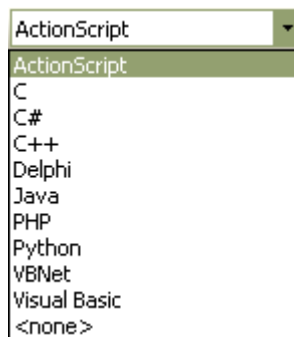 ActionScript
ActionScript
C
C#
C++
Delphi
Java
PHP
Python
VBNet
Visual Basic
<none>